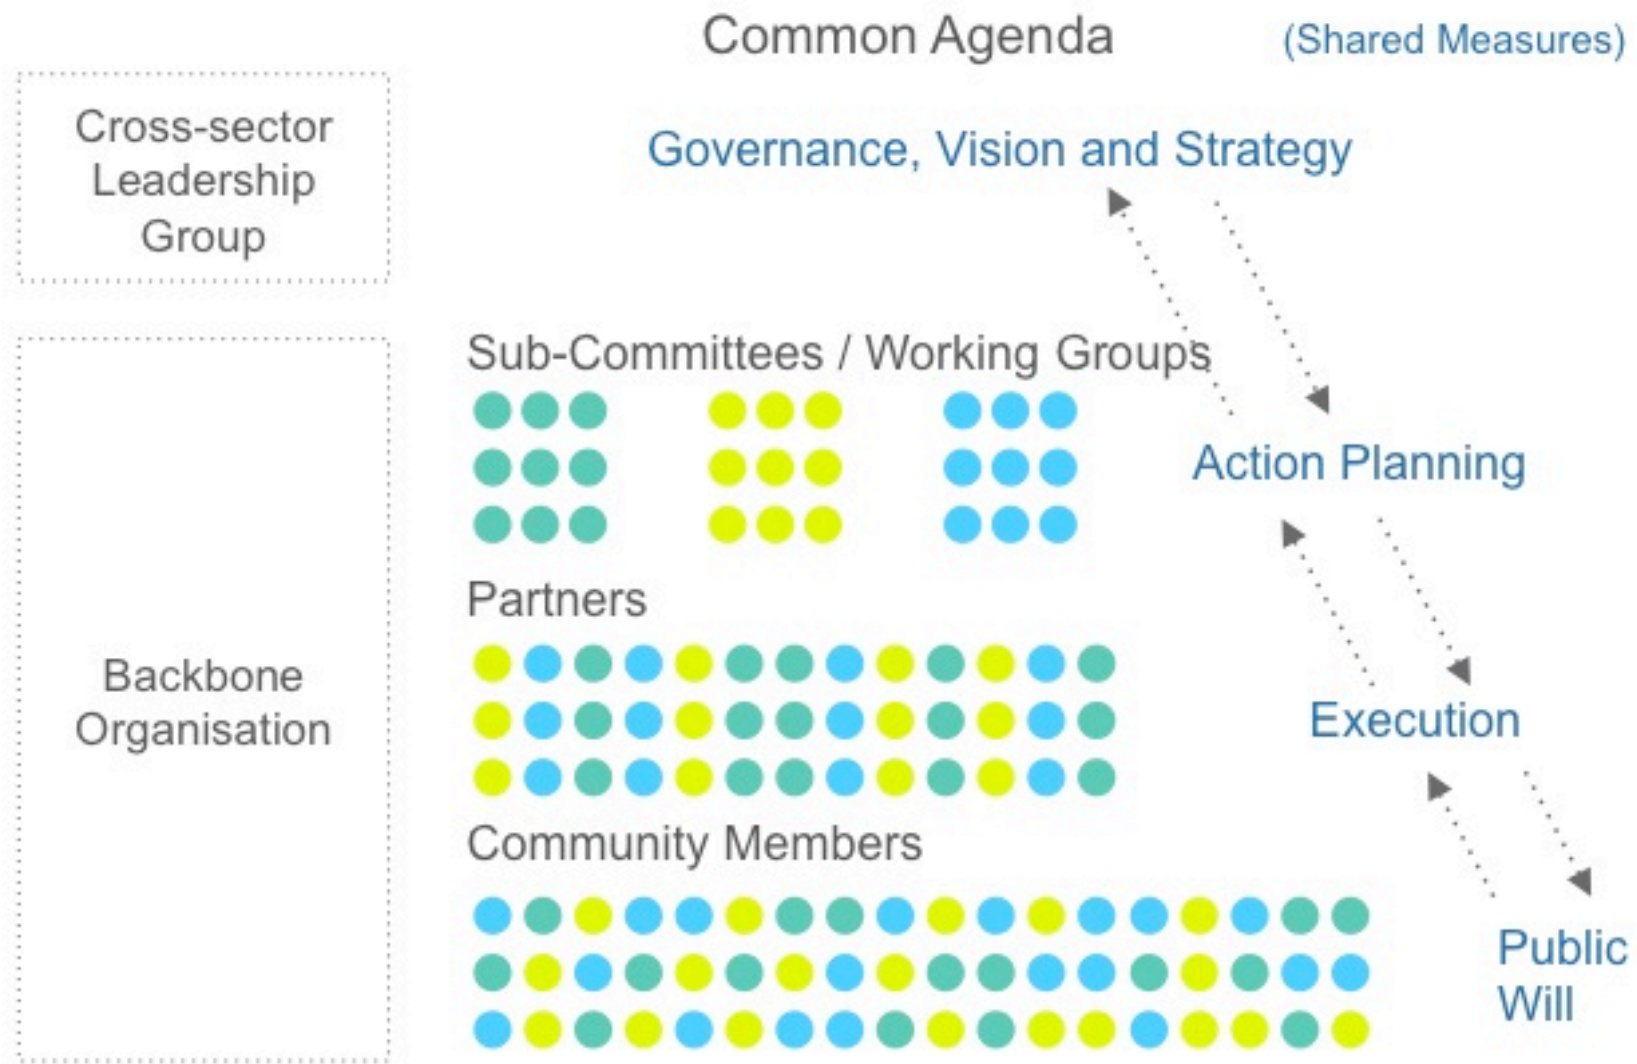 Common Agenda
(Shared Measures)
Cross-sector
Leadership
Group
Governance, Vision and Strategy
Sub-Committees / Working Groups
Action Planning
Partners
Backbone
Organisation
Execution
Community Members
Public
Will